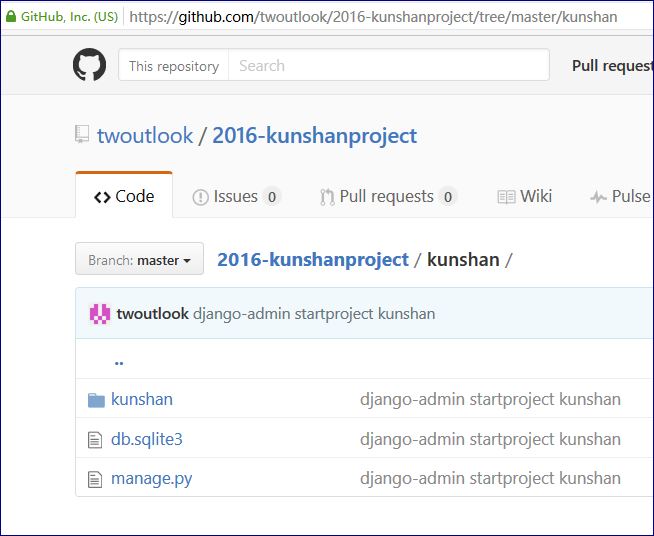 GitHub, Inc. (US) https://github.com/twoutlook/2016-kunshanproject/tree/master/kunshan
This repository Search Pull request
twoutlook / 2016-kunshanproject
Code Issues 0 Pull requests 0 Wiki Pulse
Branch: master 2016-kunshanproject / kunshan /
twoutlook django-admin startproject kunshan
..
kunshan django-admin startproject kunshan
db.sqlite3 django-admin startproject kunshan
manage.py django-admin startproject kunshan